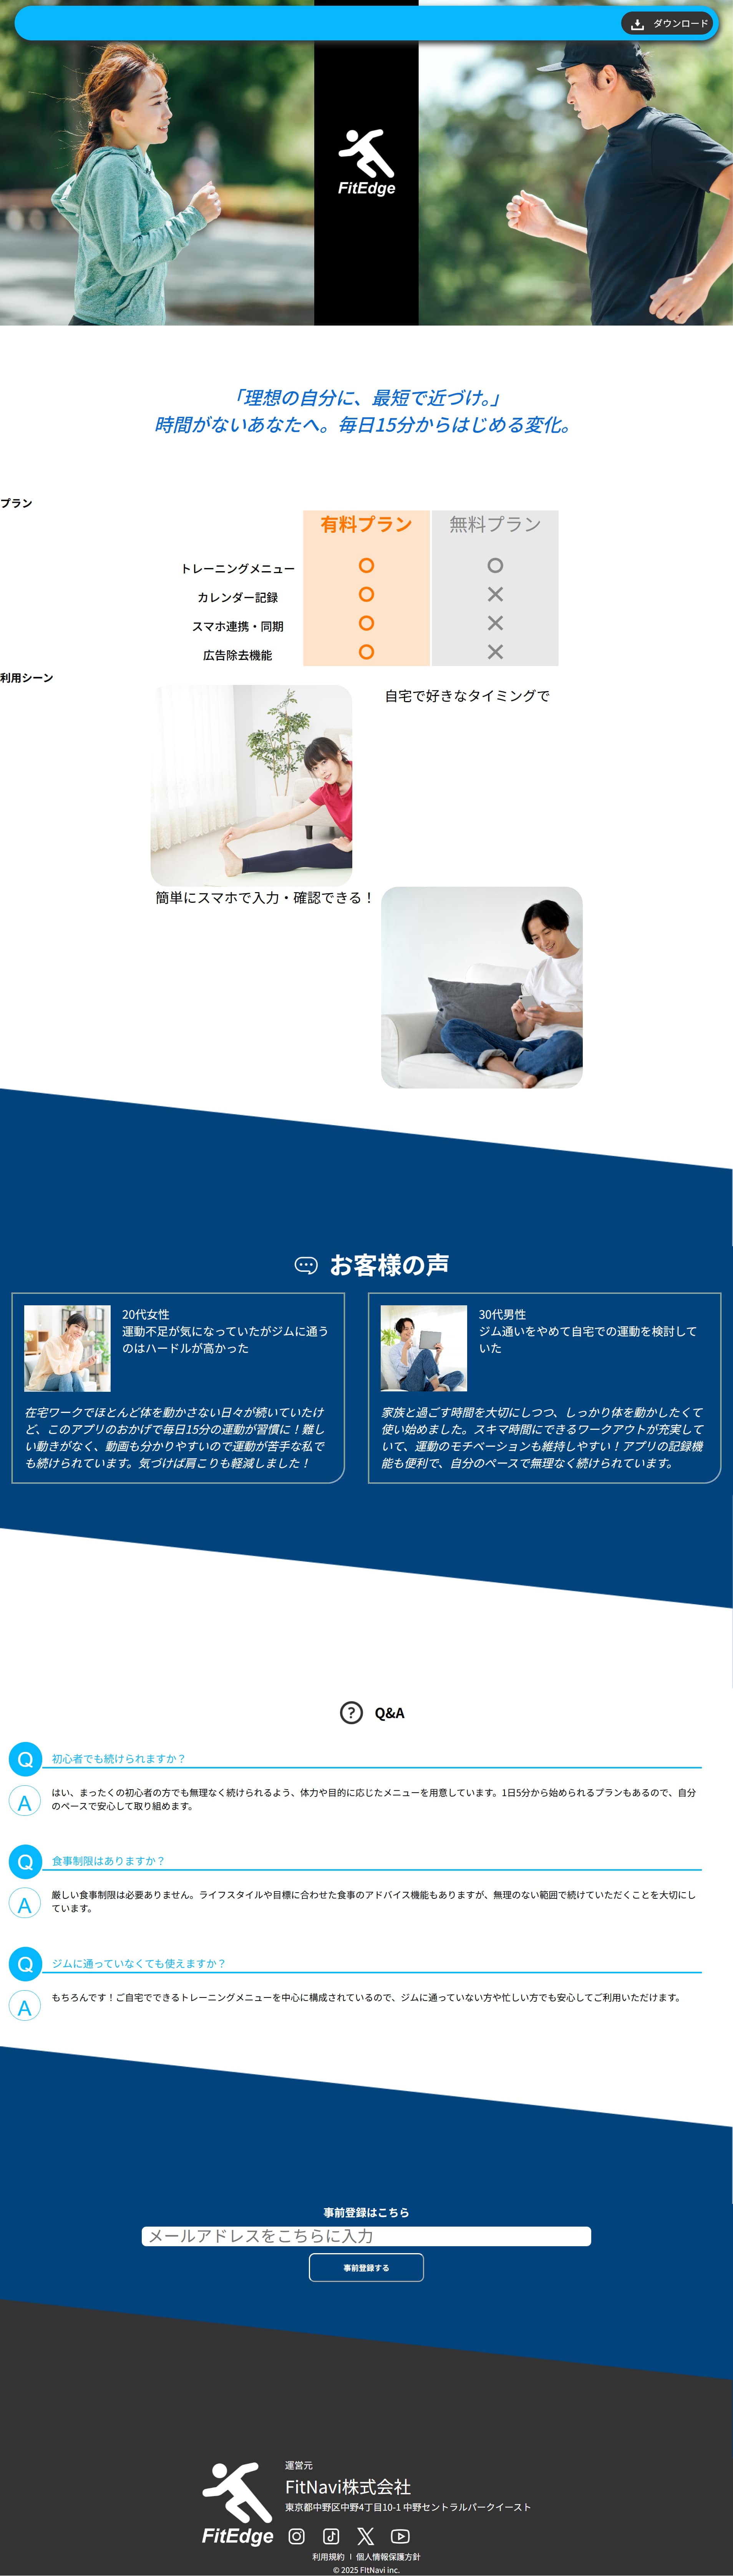 ダウンロード
FitEdge
「理想の自分に、最短で近づけ。」
時間がないあなたへ。毎日15分からはじめる変化。
プラン
有料プラン 無料プラン
トレーニングメニュー ○ ○
カレンダー記録 ○ ×
スマホ連携・同期 ○ ×
広告除去機能 ○ ×
利用シーン
自宅で好きなタイミングで
簡単にスマホで入力・確認できる！
お客様の声
20代女性
運動不足が気になっていたがジムに通う
のはハードルが高かった
在宅ワークでほとんど体を動かさない日々が続いていたけ
ど、このアプリのおかげで毎日15分の運動が習慣に！難し
い動きがなく、動画も分かりやすいので運動が苦手な私で
も続けられています。気づけば肩こりも軽減しました！
30代男性
ジム通いをやめて自宅での運動を検討して
いた
家族と過ごす時間を大切にしつつ、しっかり体を動かしたくて
使い始めました。スキマ時間にできるワークアウトが充実して
いて、運動のモチベーションも維持しやすい！アプリの記録機
能も便利で、自分のペースで無理なく続けられています。
? Q&A
Q 初心者でも続けられますか？
A はい、まったくの初心者の方でも無理なく続けられるよう、体力や目的に応じたメニューを用意しています。1日5分から始められるプランもあるので、自分
のペースで安心して取り組めます。
Q 食事制限はありますか？
A 厳しい食事制限は必要ありません。ライフスタイルや目標に合わせた食事のアドバイス機能もありますが、無理のない範囲で続けていただくことを大切にし
ています。
Q ジムに通っていなくても使えますか？
A もちろんです！ご自宅でできるトレーニングメニューを中心に構成されているので、ジムに通っていない方や忙しい方でも安心してご利用いただけます。
事前登録はこちら
メールアドレスをこちらに入力
事前登録する
FitEdge
運営元
FitNavi株式会社
東京都中野区中野4丁目10-1 中野セントラルパークイースト
利用規約 | 個人情報保護方針
© 2025 FItNavi inc.